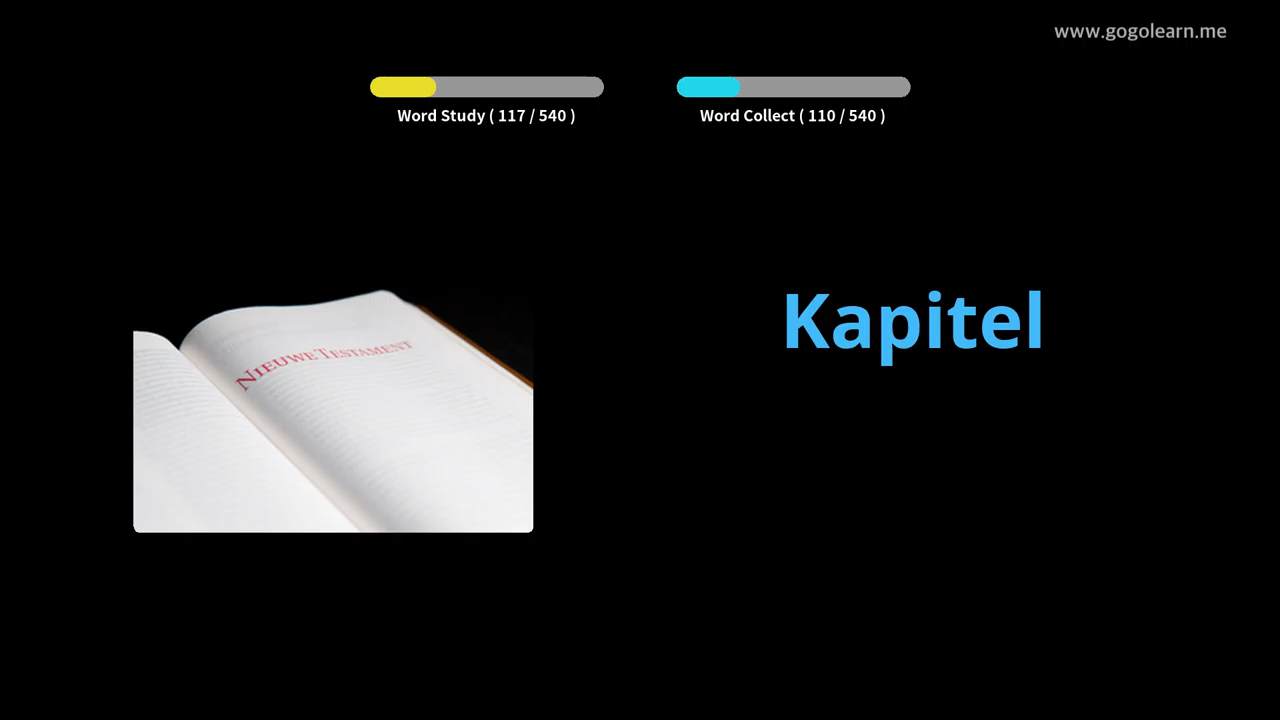 www.gogolearn.me
Word Study ( 117 / 540 )
Word Collect ( 110 / 540 )
Kapitel
NIEUWE TESTAMENT